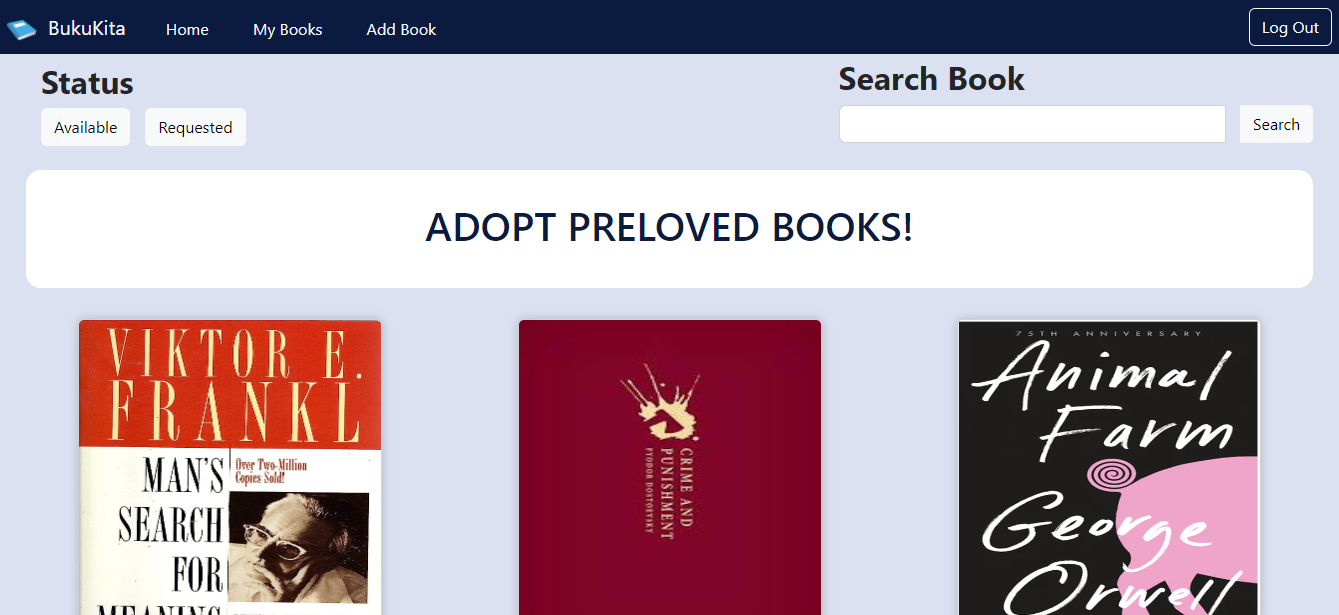 BukuKita
Home
My Books
Add Book
Log Out
Status
Available
Requested
Search Book
Search
ADOPT PRELOVED BOOKS!
VIKTOR E.
FRANKL
MAN'S
SEARCH
FOR
MEANING
Over Two-Million
Copies Sold!
CRIME AND
PUNISHMENT
FYODOR DOSTOEVSKY
75TH ANNIVERSARY
Animal
Farm
George
Orwell